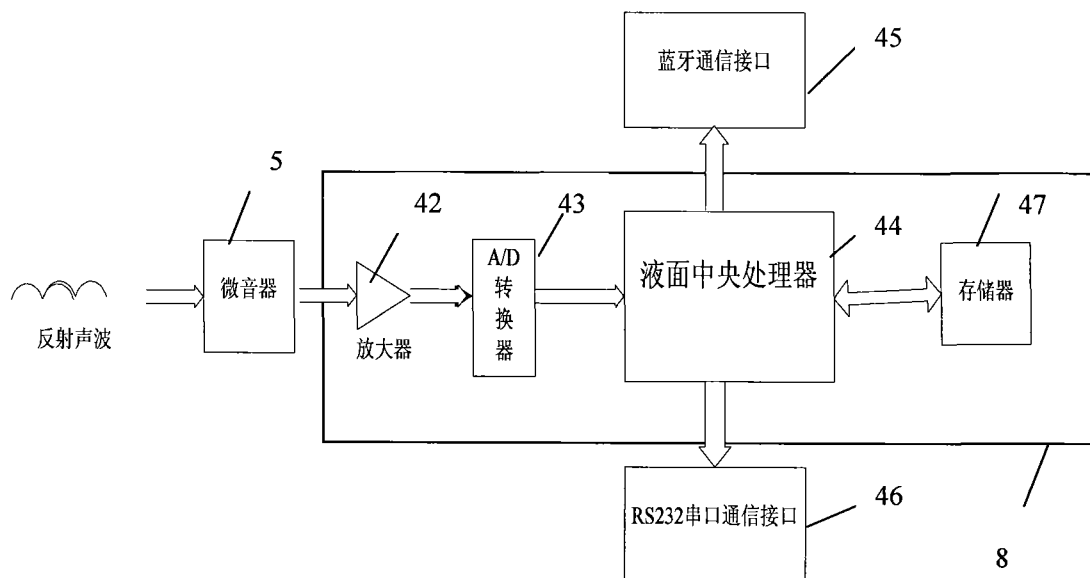 45
蓝牙通信接口
5
42
43
44
47
微音器
A/D
转
换
器
液面中央处理器
存储器
反射声波
放大器
RS232串口通信接口
46
8